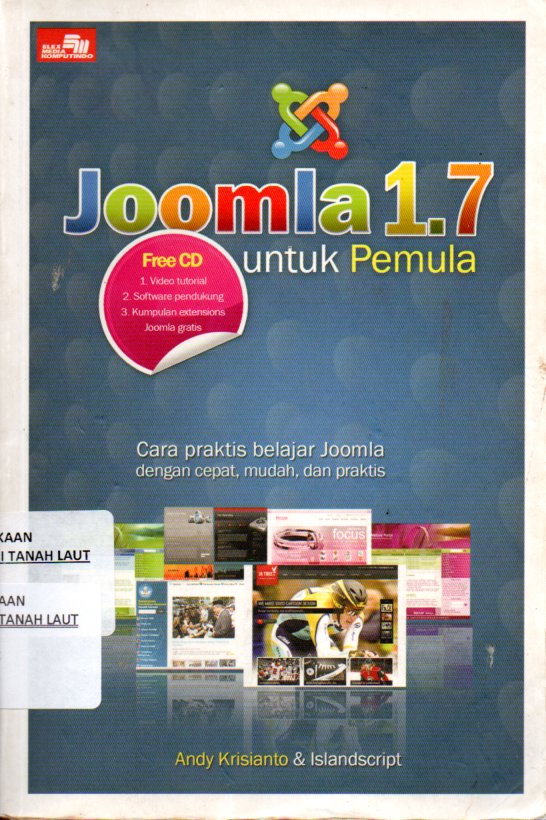 ELEX
MEDIA
KOMPUTINDO
Joomla 1.7
untuk Pemula
Free CD
1. Video tutorial
2. Software pendukung
3. Kumpulan extensions
Joomla gratis
Cara praktis belajar Joomla
dengan cepat, mudah, dan praktis
KAAN
I TANAH LAUT
AAN
TANAH LAUT
focus
Andy Krisianto & Islandscript